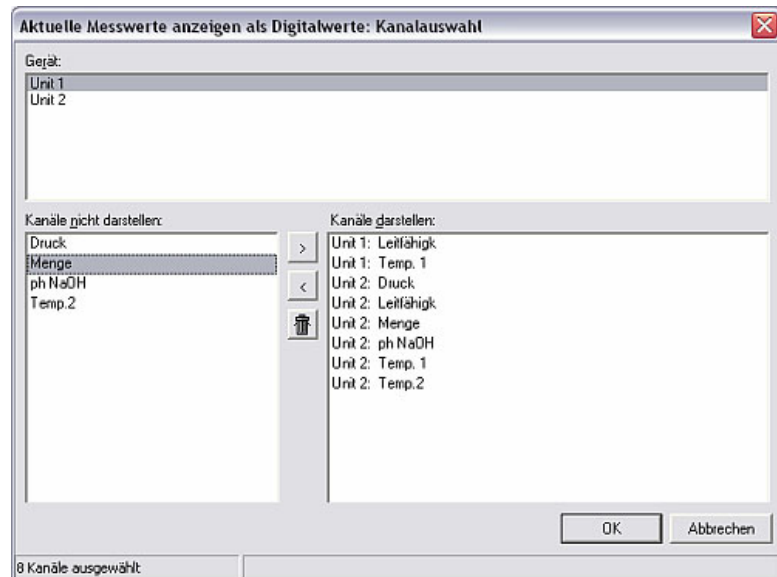 Aktuelle Messwerte anzeigen als Digitalwerte: Kanalauswahl
Gerät:
Unit 1
Unit 2
Kanäle nicht darstellen:
Druck
Menge
ph NaOH
Temp.2
>
<
Kanäle darstellen:
Unit 1: Leitfähigk
Unit 1: Temp. 1
Unit 2: Druck
Unit 2: Leitfähigk
Unit 2: Menge
Unit 2: ph NaOH
Unit 2: Temp. 1
Unit 2: Temp.2
OK
Abbrechen
8 Kanäle ausgewählt